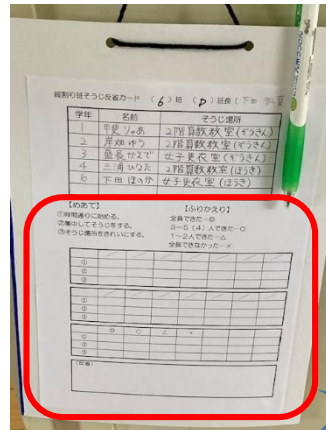 縦割り班そうじ反省カード （6）班（D）班長（下田
学年 名前 そうじ場所
1 甲斐りのあ 2階算数教室（ぞうきん）
2 岸畑ゆう 2階算数教室（ぞうきん）
3 かえで 女子更衣室（ぞうきん）
4 三浦ひなた 2階算数教室（ほうき）
6 下田ほのか 女子更衣室（ほうき）
【めあて】 【ふりかえり】
①時間通りに始める。 全員できた…◎
②集中してそうじをする。 3～5（4）人できた…○
③そうじ場所をきれいにする。 1～2人できた…△
全員できなかった…×
①
②
③
①
②
③
◎ ○ △ ×
①
②
③
（反省）